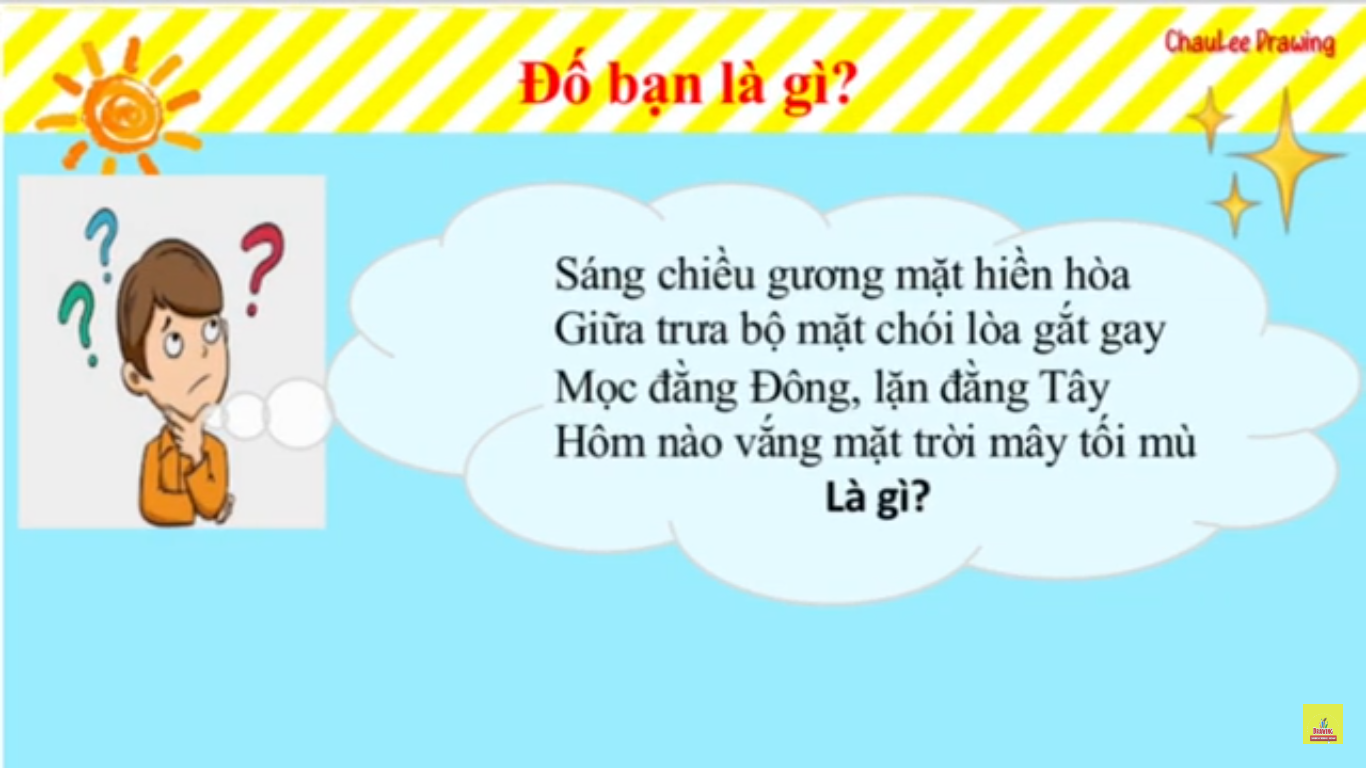 ChauLee Drawing
Đố bạn là gì?
Sáng chiều gương mặt hiền hòa
Giữa trưa bộ mặt chói lòa gắt gay
Mọc đằng Đông, lặn đằng Tây
Hôm nào vắng mặt trời mây tối mù
Là gì?
DRAWING